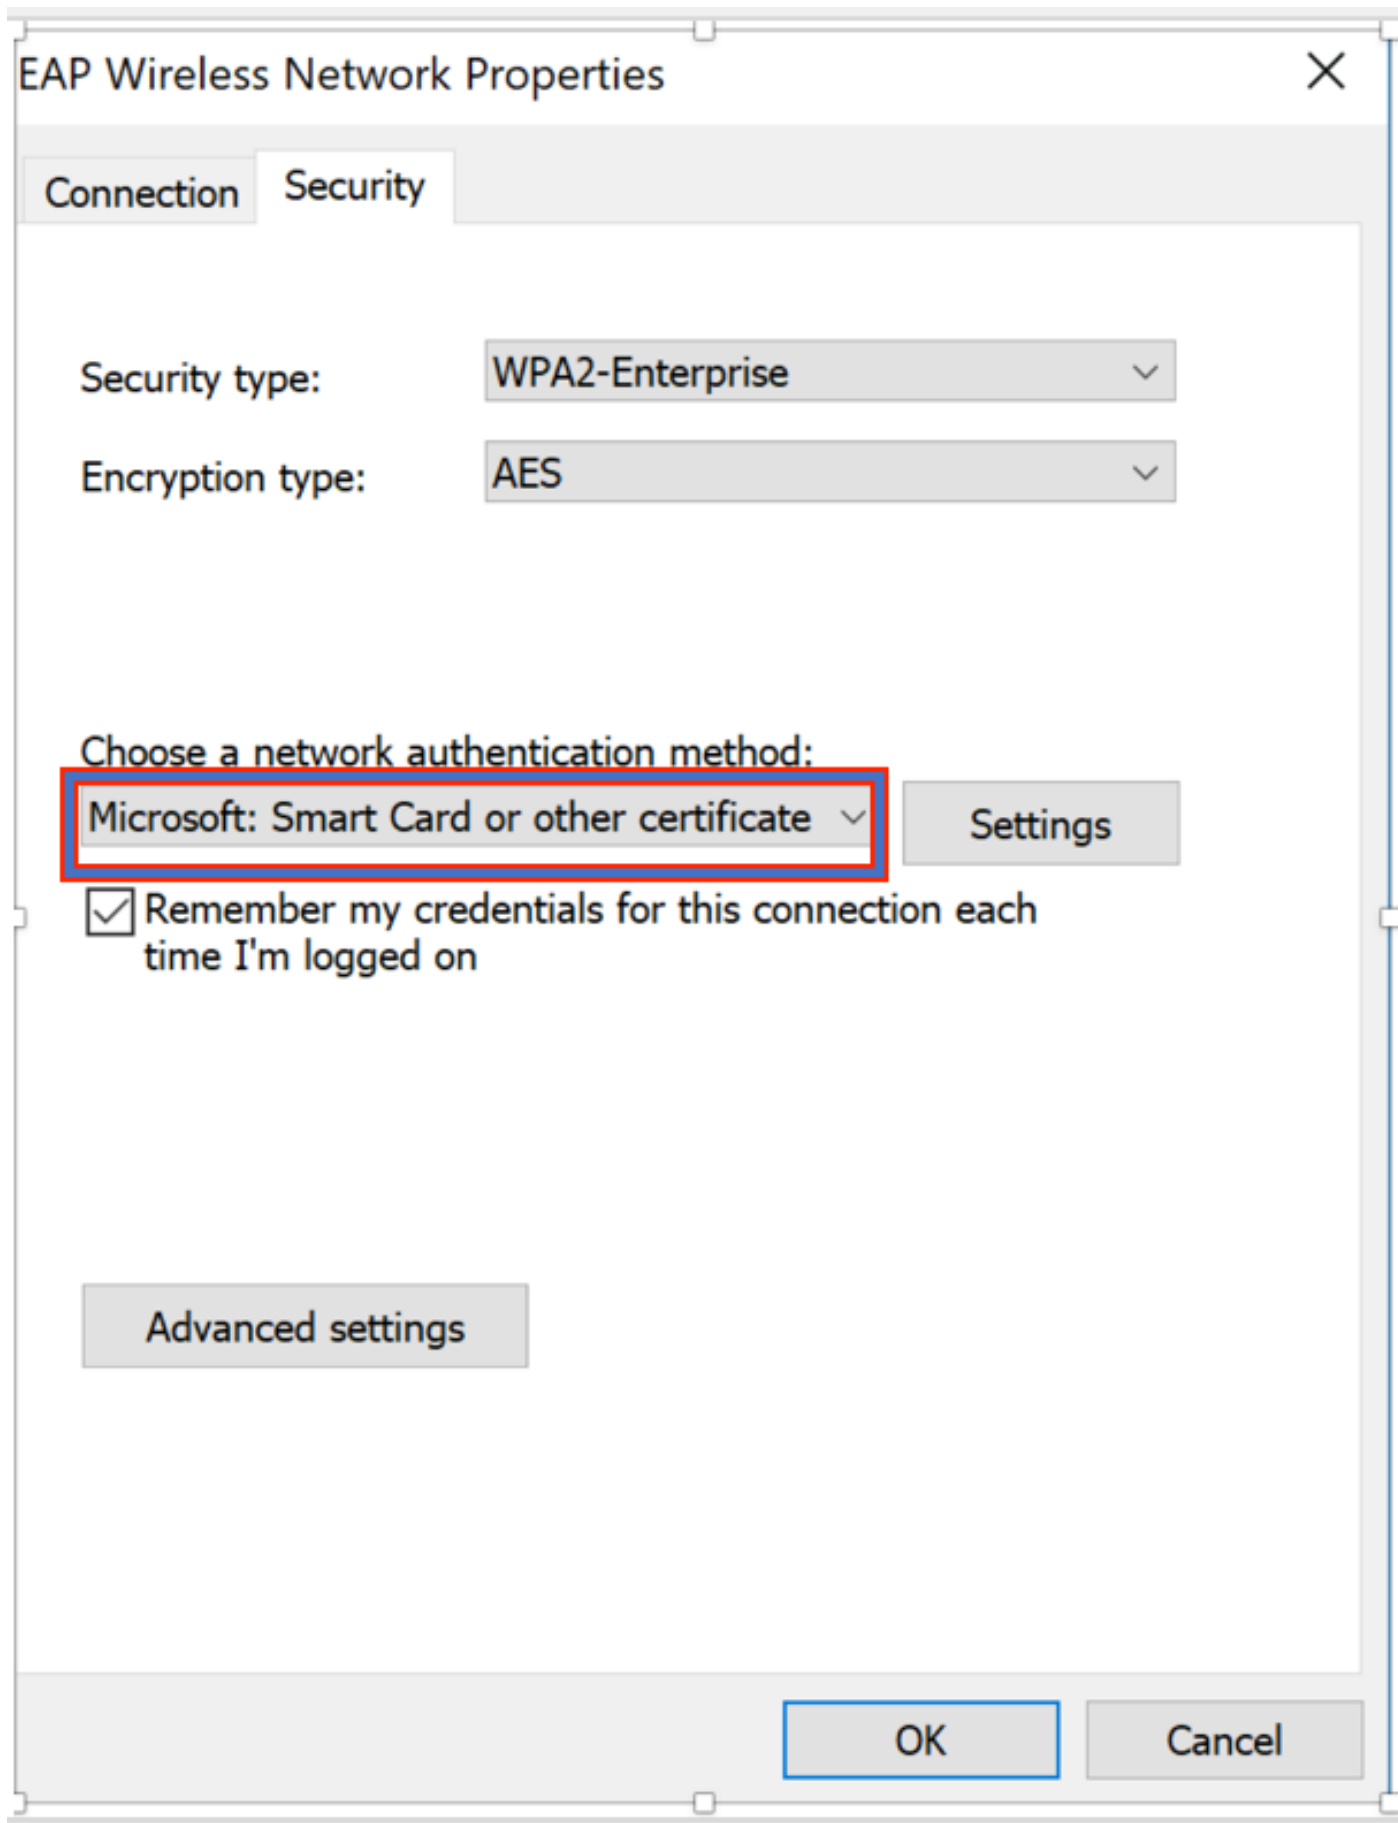 EAP Wireless Network Properties
Connection
Security
Security type:
WPA2-Enterprise
Encryption type:
AES
Choose a network authentication method:
Microsoft: Smart Card or other certificate
Settings
Remember my credentials for this connection each
time I'm logged on
Advanced settings
OK
Cancel